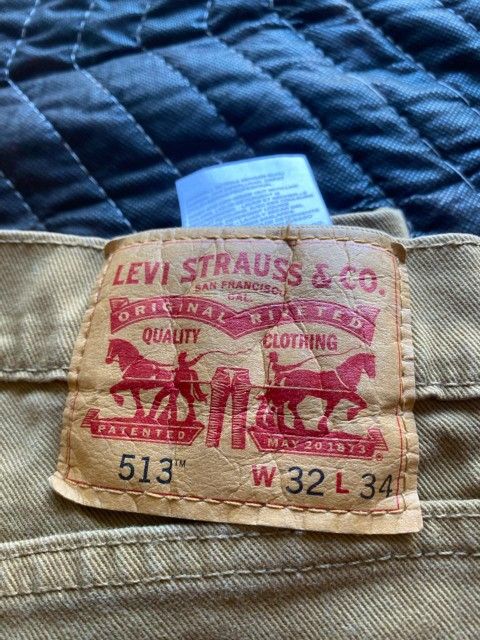 LEVI STRAUSS & CO.
SAN FRANCISCO
CAL.
ORIGINAL RIVETED
QUALITY CLOTHING
PATENTED MAY 20 1873
513™ W 32 L 34